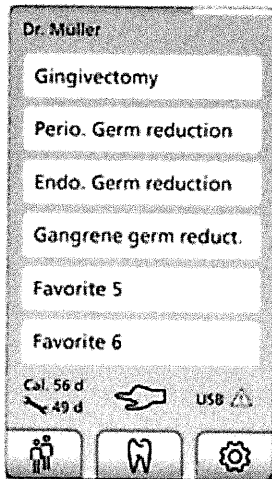 Dr. Müller
Gingivectomy
Perio. Germ reduction
Endo. Germ reduction
Gangrene germ reduct.
Favorite 5
Favorite 6
Cal. 56 d
49 d
USB